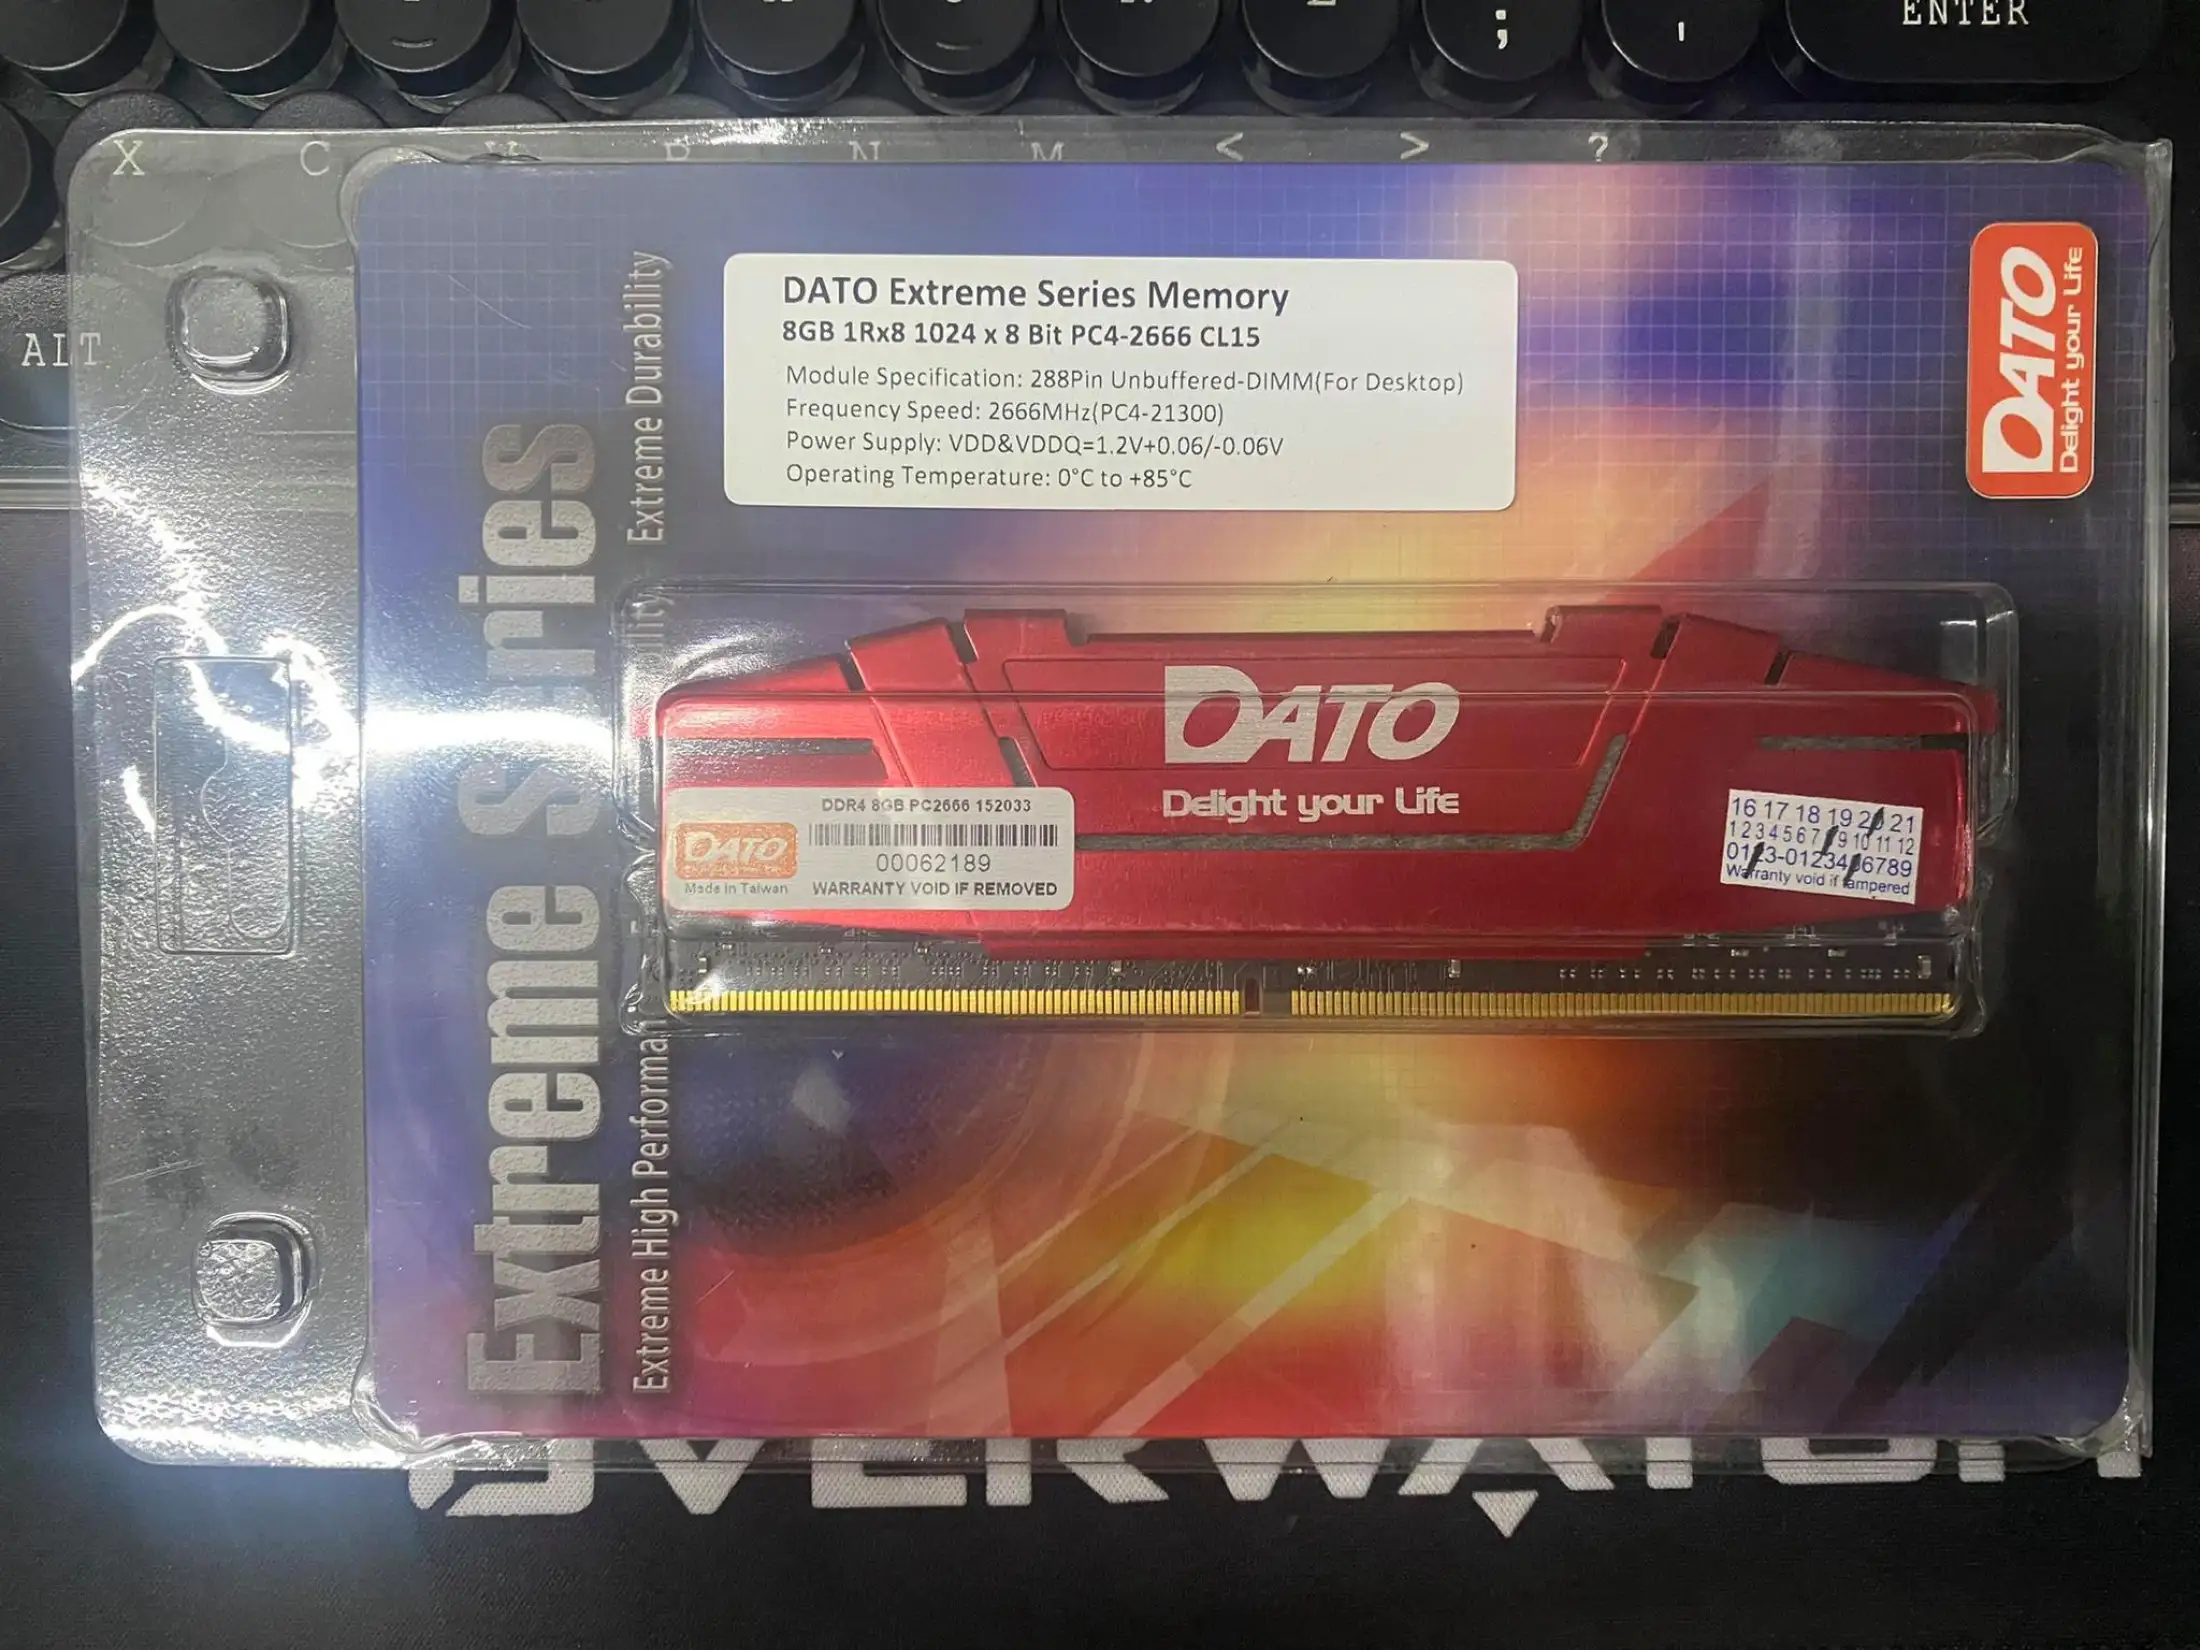 ENTER
;
X
C
N
M
<
>
?
ALT
DATO Extreme Series Memory
8GB 1Rx8 1024 x 8 Bit PC4-2666 CL15
Module Specification: 288Pin Unbuffered-DIMM(For Desktop)
Frequency Speed: 2666MHz(PC4-21300)
Power Supply: VDD&VDDQ=1.2V+0.06/-0.06V
Operating Temperature: 0°C to +85°C
DATO
Delight your Life
Extreme Series
Extreme Durability
Extreme High
DATO
Delight your Life
DDR4 8GB PC2666 152033
DATO
00062189
Made in Taiwan
WARRANTY VOID IF REMOVED
16 17 18 19 20 21
1 2 3 4 5 6 7 9 10 11 12
Warranty void if tampered
OVERWATCH